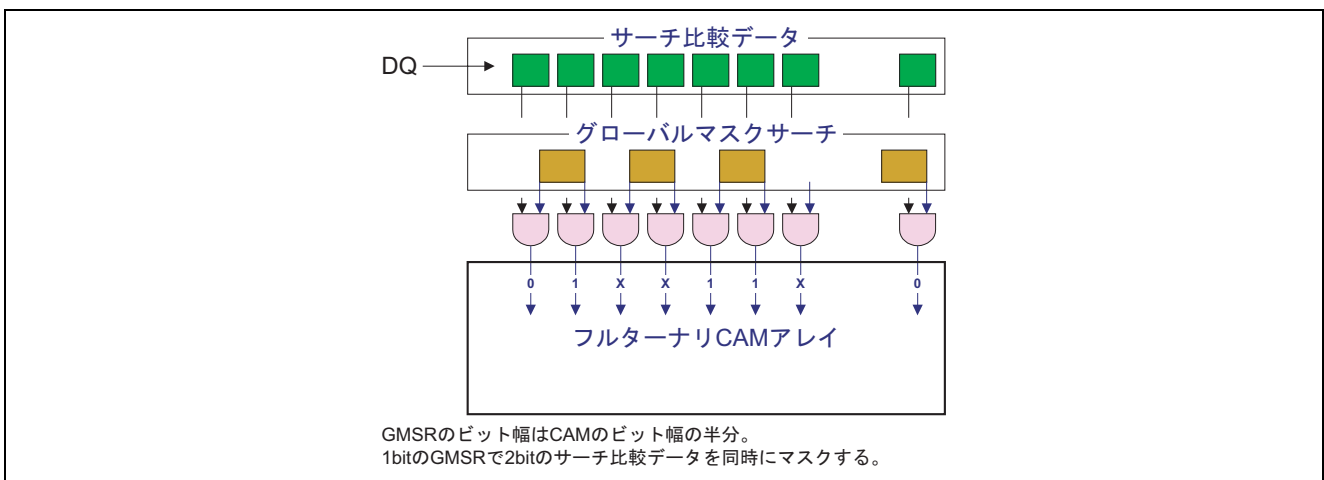 サーチ比較データ
DQ
グローバルマスクサーチ
0 1 X X 1 1 X 0
フルターナリCAMアレイ
GMSRのビット幅はCAMのビット幅の半分。
1bitのGMSRで2bitのサーチ比較データを同時にマスクする。